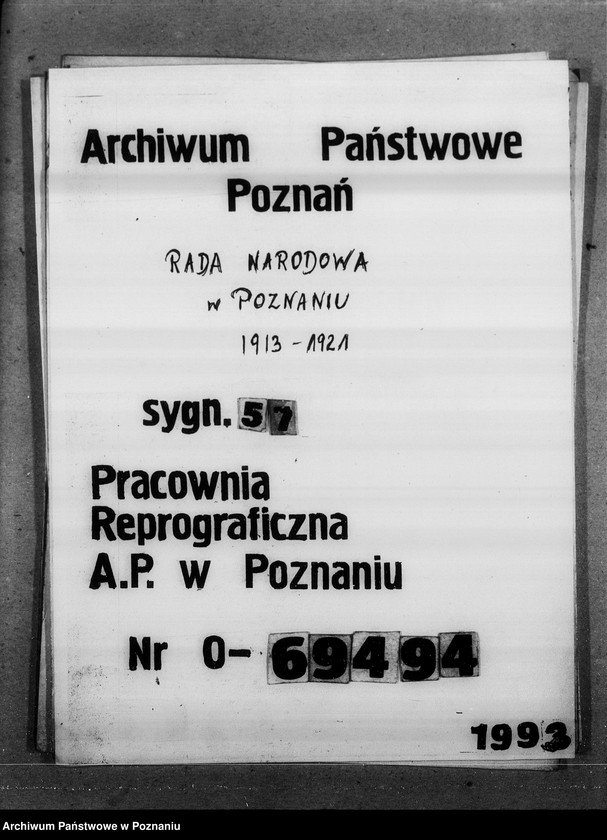 Archiwum Państwowe
Poznań
RADA NARODOWA
w POZNANIU
1913-1921
sygn. 57
Pracownia
Reprograficzna
A.P. w Poznaniu
Nr O- 69494
1993
Archiwum Państwowe w Poznaniu